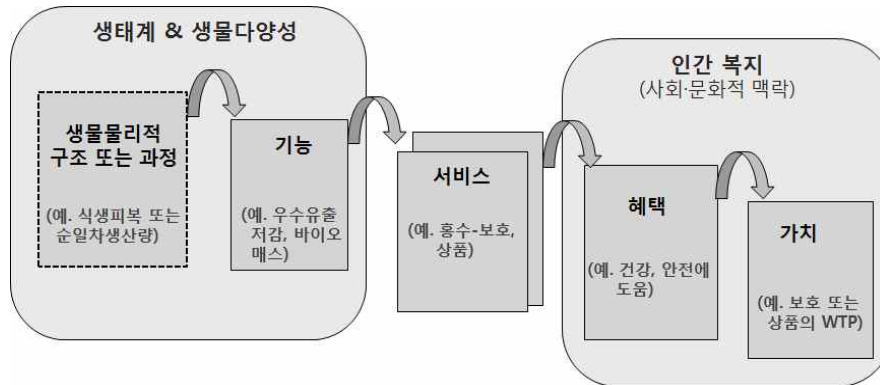 생태계 & 생물다양성
인간 복지
(사회·문화적 맥락)
생물물리적
구조 또는 과정
(예. 식생피복 또는
순일차생산량)
기능
(예. 우수유출
저감, 바이오
매스)
서비스
(예. 홍수-보호,
상품)
혜택
(예. 건강, 안전에
도움)
가치
(예. 보호 또는
상품의 WTP)